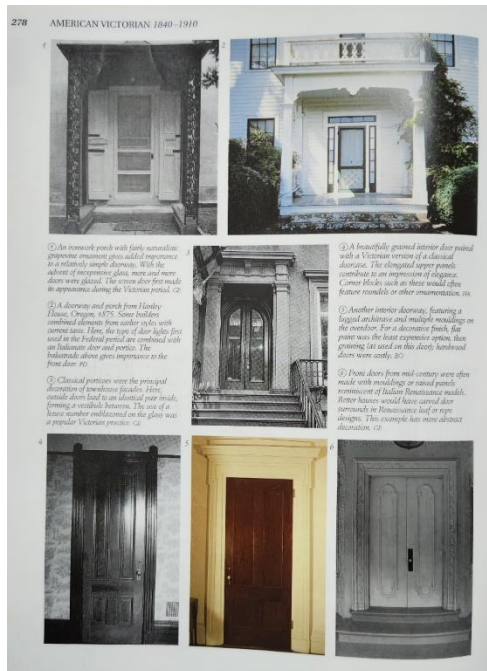 278 AMERICAN VICTORIAN 1840–1910
1
2
① An ironwork porch with fairly naturalistic
grapevine ornament gives added importance
to a relatively simple doorway. With the
advent of inexpensive glass, more and more
doors were glazed. The screen door first made
its appearance during the Victorian period.
② A doorway and porch from Hanley
House, Oregon, 1875. Some builders
combined elements from earlier styles with
current taste. Here, the type of door lights first
used in the Federal period are combined with
an Italianate door and portico. The
balustrade above gives importance to the
front door.
③ Classical porticoes were the principal
decoration of townhouse facades. Here,
outside doors lead to an identical pair inside,
forming a vestibule between. The use of a
house number emblazoned on the glass was
a popular Victorian practice.
3
④ A beautifully grained interior door paired
with a Victorian version of a classical
doorcase. The elongated upper panels
contribute to an impression of elegance.
Corner blocks such as these would often
feature roundels or other ornamentation.
⑤ Another interior doorway, featuring a
lugged architrave and multiple mouldings on
the overdoor. For a decorative finish, flat
paint was the least expensive option, then
graining (as used on this door); hardwood
doors were costly.
⑥ Front doors from mid-century were often
made with mouldings or raised panels
reminiscent of Italian Renaissance models.
Better houses would have carved door
surrounds in Renaissance leaf or rope
designs. This example has more abstract
decoration.
4
5
6